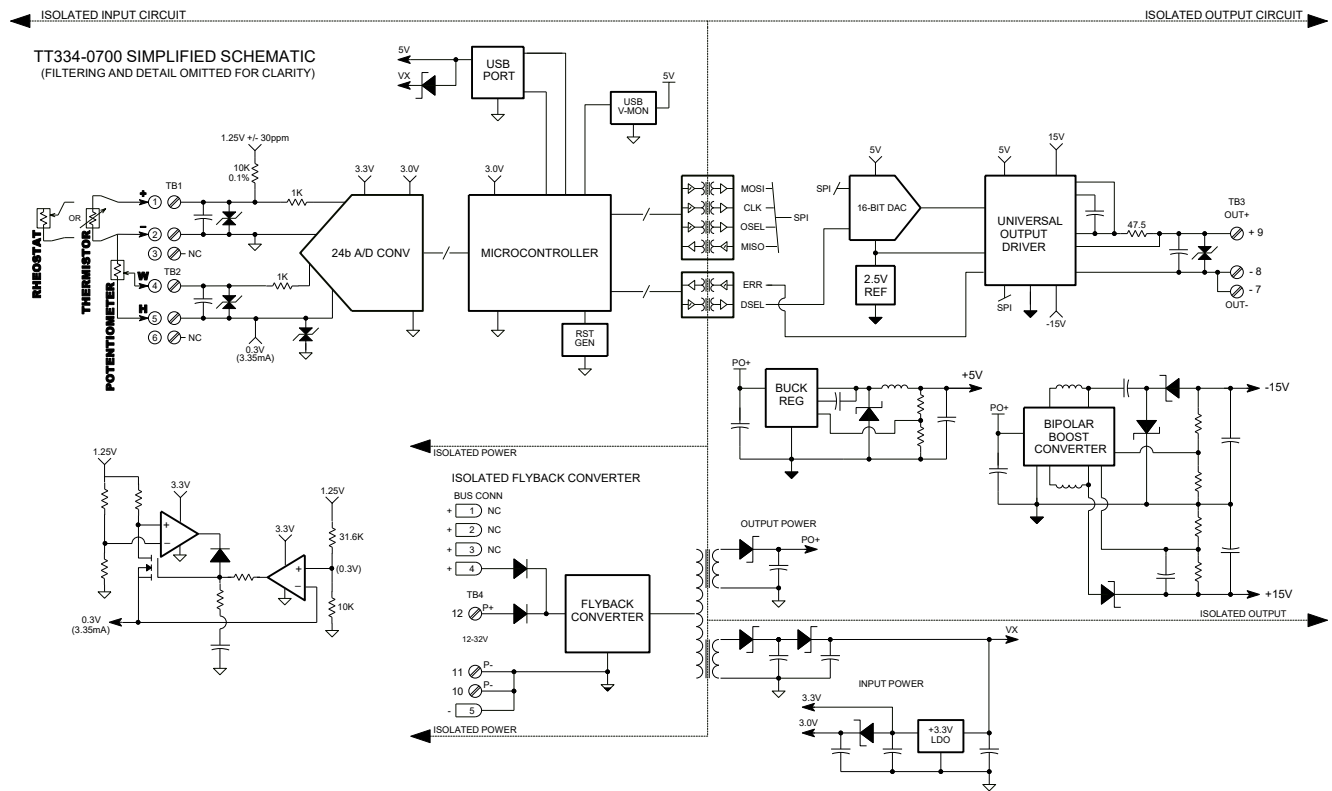 ISOLATED INPUT CIRCUIT
ISOLATED OUTPUT CIRCUIT
TT334-0700 SIMPLIFIED SCHEMATIC
(FILTERING AND DETAIL OMITTED FOR CLARITY)
5V
VX
USB
PORT
5V
USB
V-MON
1.25V +/- 30ppm
10K
0.1%
1K
3.3V
3.0V
3.0V
TB1
+
1
OR
-
2
3
NC
TB2
W
4
1K
H
5
6
NC
0.3V
(3.35mA)
RHEOSTAT
THERMISTOR
POTENTIOMETER
24b A/D CONV
MICROCONTROLLER
RST
GEN
MOSI
CLK
OSEL
MISO
SPI
ERR
DSEL
5V
SPI
16-BIT DAC
2.5V
REF
5V
15V
UNIVERSAL
OUTPUT
DRIVER
SPI
-15V
47.5
TB3
OUT+
+ 9
- 8
- 7
OUT-
PO+
BUCK
REG
+5V
PO+
BIPOLAR
BOOST
CONVERTER
-15V
+15V
ISOLATED POWER
1.25V
3.3V
+
-
3.3V
1.25V
31.6K
+
-
(0.3V)
10K
0.3V
(3.35mA)
ISOLATED FLYBACK CONVERTER
BUS CONN
+ 1 NC
+ 2 NC
+ 3 NC
+ 4
TB4
12 P+
12-32V
11 P-
10 P-
- 5
FLYBACK
CONVERTER
OUTPUT POWER
PO+
ISOLATED OUTPUT
VX
INPUT POWER
3.3V
3.0V
+3.3V
LDO
ISOLATED POWER